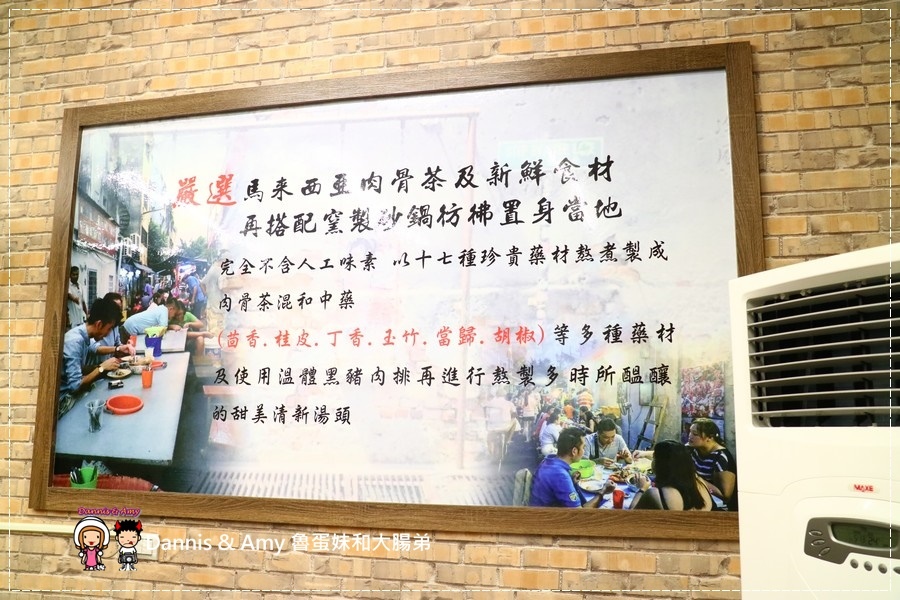 嚴選馬来西亞肉骨茶及新鮮食材
再搭配窯製砂鍋彷彿置身當地
完全不含人工味素 以十七種珍貴藥材熬煮製成
肉骨茶混和中藥
(茴香.桂皮.丁香.玉竹.當歸.胡椒)等多種藥材
及使用溫體黑豬肉排再進行熬製多時所醞釀
的甜美清新湯頭
MAXE
Dannis & Amy
Dannis & Amy 魯蛋妹和大腸弟